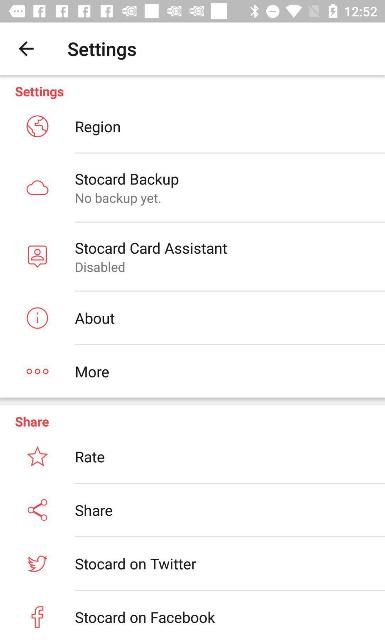 12:52
Settings
Settings
Region
Stocard Backup
No backup yet.
Stocard Card Assistant
Disabled
About
More
Share
Rate
Share
Stocard on Twitter
Stocard on Facebook